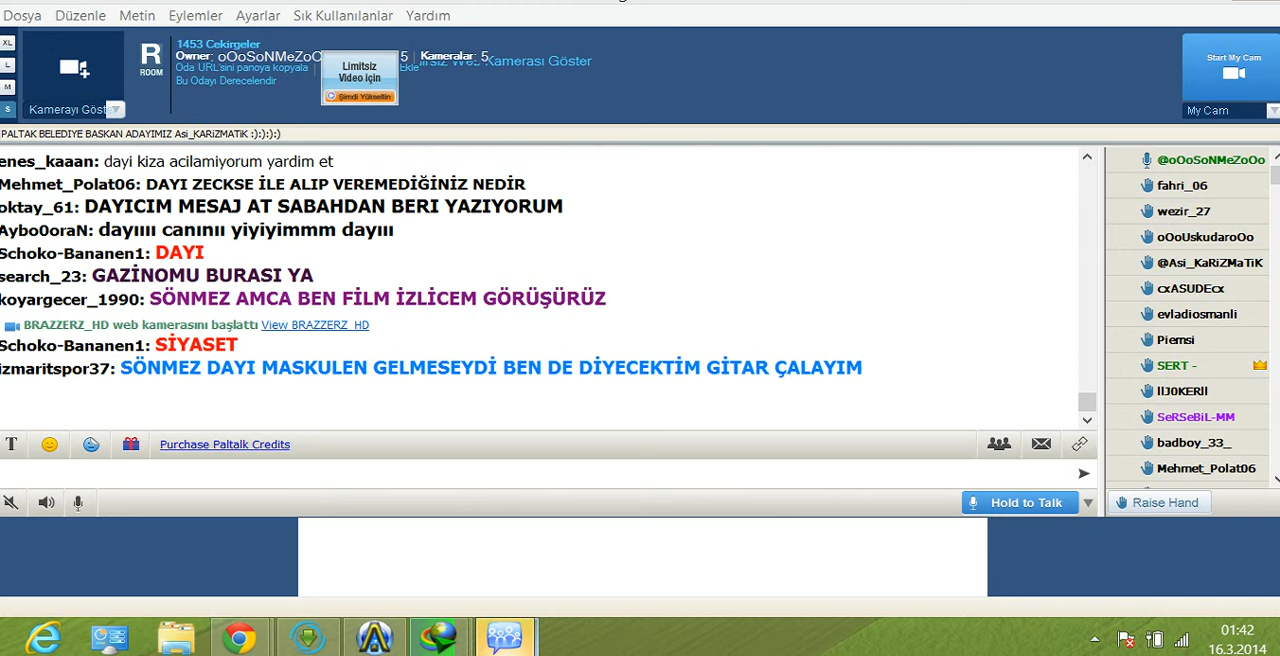 Dosya Düzenle Metin Eylemler Ayarlar Sık Kullanılanlar Yardım
XL
L
M
S
Kamerayı Göst
R
ROOM
1453 Cekirgeler
Owner: oOoSoNMeZoO 5 | Kameralar: 5
Oda URL'sini panoya kopyala | Ekle
Web Kamerası Göster
Bu Odayı Derecelendir
Limitsiz
Video için
Şimdi Yükseltin
Start My Cam
My Cam
PALTAK BELEDIYE BASKAN ADAYIMIZ Asi_KARiZMATiK :):):):)
enes_kaaan: dayi kiza acilamiyorum yardim et
Mehmet_Polat06: DAYI ZECKSE İLE ALIP VEREMEDİĞİNİZ NEDİR
oktay_61: DAYICIM MESAJ AT SABAHDAN BERI YAZIYORUM
Aybo0oraN: dayıııı canınıı yiyiyimmm dayııı
Schoko-Bananen1: DAYI
search_23: GAZİNOMU BURASI YA
koyargecer_1990: SÖNMEZ AMCA BEN FİLM İZLİCEM GÖRÜŞÜRÜZ
BRAZZERZ_HD web kamerasını başlattı View BRAZZERZ_HD
Schoko-Bananen1: SİYASET
izmaritspor37: SÖNMEZ DAYI MASKULEN GELMESEYDİ BEN DE DİYECEKTİM GİTAR ÇALAYIM
@oOoSoNMeZoOo
fahri_06
wezir_27
oOoUskudaroOo
@Asi_KaRiZMaTiK
cxASUDEcx
evladiosmanli
Piemsi
SERT -
llJ0KERll
SeRSeBiL-MM
badboy_33_
Mehmet_Polat06
T
Purchase Paltalk Credits
Hold to Talk
Raise Hand
01:42
16.3.2014